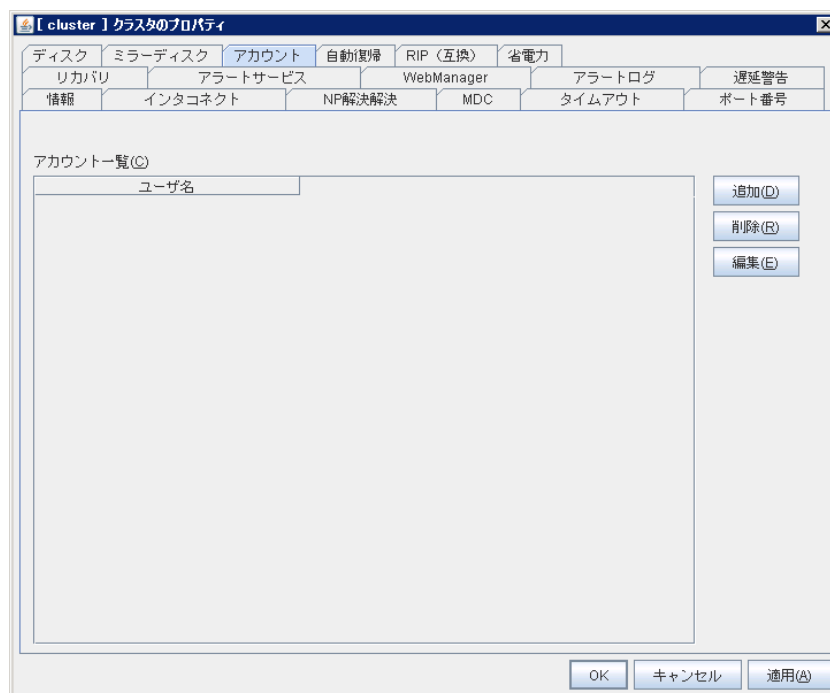 [ cluster ] クラスタのプロパティ
ディスク ミラーディスク アカウント 自動復帰 RIP（互換） 省電力
リカバリ アラートサービス WebManager アラートログ 遅延警告
情報 インタコネクト NP解決解決 MDC タイムアウト ポート番号
アカウント一覧(C)
ユーザ名
追加(D)
削除(R)
編集(E)
OK キャンセル 適用(A)